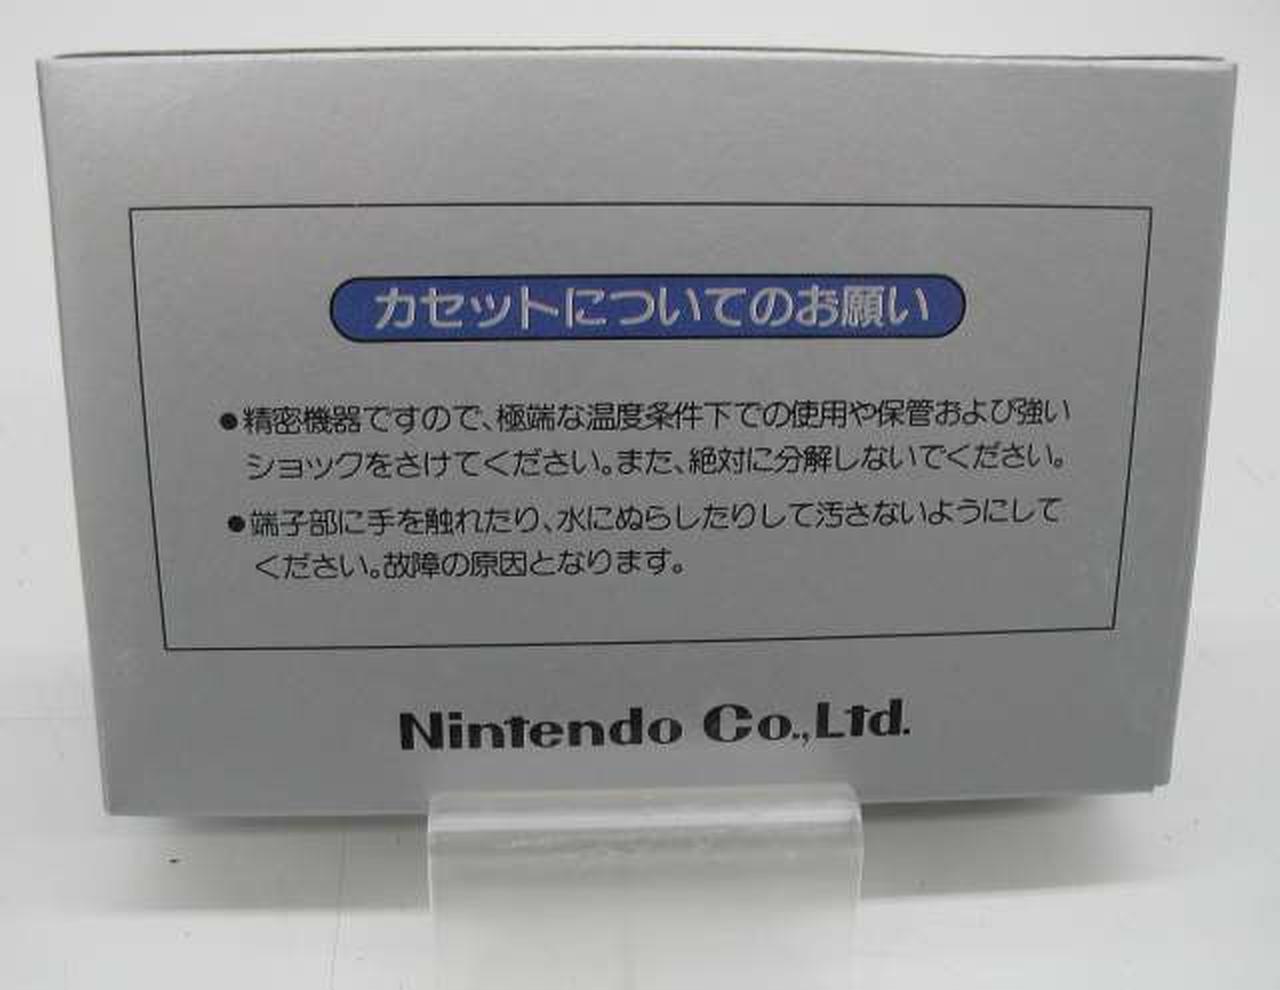 カセットについてのお願い
●精密機器ですので、極端な温度条件下での使用や保管および強い
ショックをさけてください。また、絶対に分解しないでください。
●端子部に手を触れたり、水にぬらしたりして汚さないようにして
ください。故障の原因となります。
Nintendo Co.,Ltd.